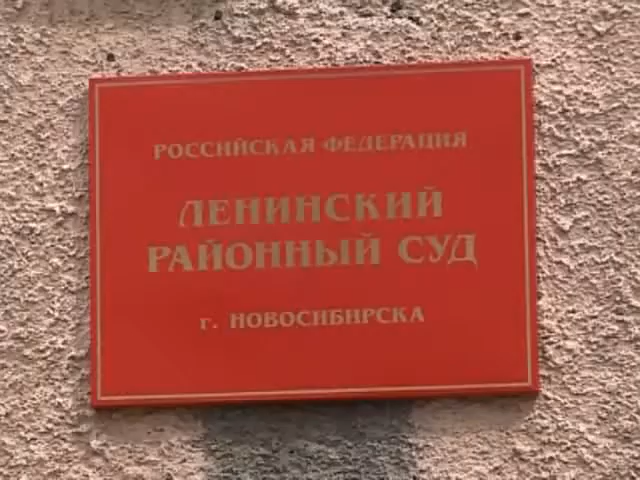 РОССИЙСКАЯ ФЕДЕРАЦИЯ
ЛЕНИНСКИЙ
РАЙОННЫЙ СУД
г. НОВОСИБИРСКА